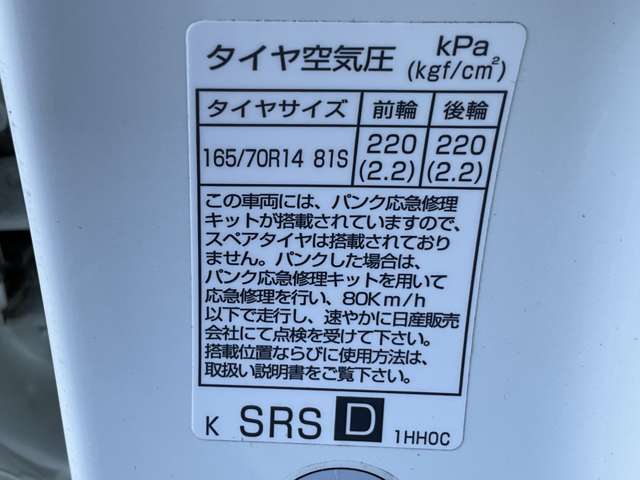 タイヤ空気圧 kPa
(kgf/cm²)
タイヤサイズ 前輪 後輪
165/70R14 81S 220 220
(2.2) (2.2)
この車両には、パンク応急修理
キットが搭載されていますので、
スペアタイヤは搭載されており
ません。パンクした場合は、
パンク応急修理キットを用いて
応急修理を行い、80Km/h
以下で走行し、速やかに日産販売
会社にて点検を受けて下さい。
搭載位置ならびに使用方法は、
取扱い説明書をご覧下さい。
K SRS D 1HH0C